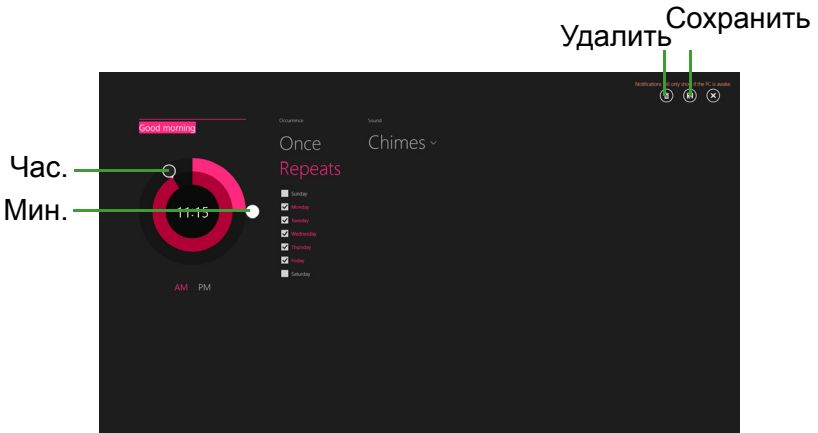 Сохранить
Удалить
Notifications will only show if the PC is awake.
Good morning
Occurrence
Sound
Once
Chimes
Repeats
Час.
Sunday
Monday
Мин.
11:15
Tuesday
Wednesday
Thursday
Friday
Saturday
AM PM